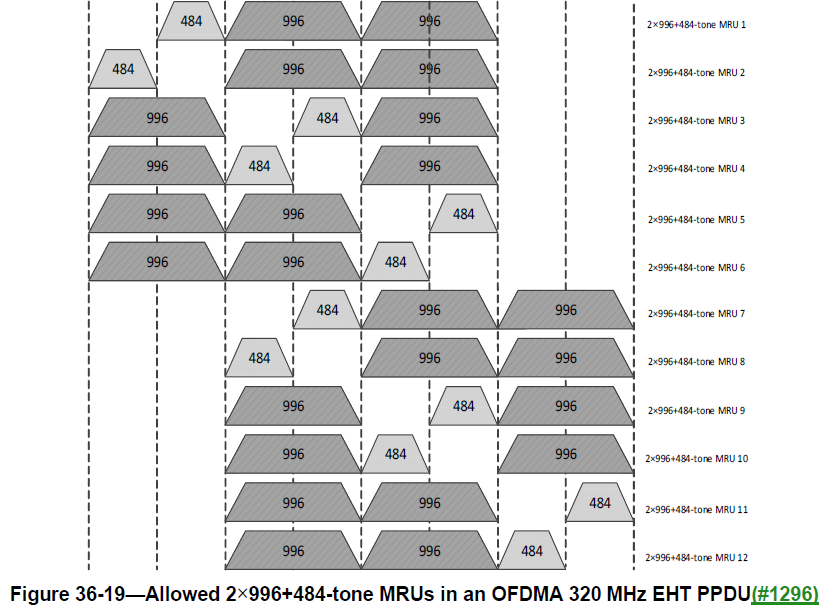 484 996 996 2×996+484-tone MRU 1
484 996 996 2×996+484-tone MRU 2
996 484 996 2×996+484-tone MRU 3
996 484 996 2×996+484-tone MRU 4
996 996 484 2×996+484-tone MRU 5
996 996 484 2×996+484-tone MRU 6
484 996 996 2×996+484-tone MRU 7
484 996 996 2×996+484-tone MRU 8
996 484 996 2×996+484-tone MRU 9
996 484 996 2×996+484-tone MRU 10
996 996 484 2×996+484-tone MRU 11
996 996 484 2×996+484-tone MRU 12
Figure 36-19—Allowed 2×996+484-tone MRUs in an OFDMA 320 MHz EHT PPDU(#1296)